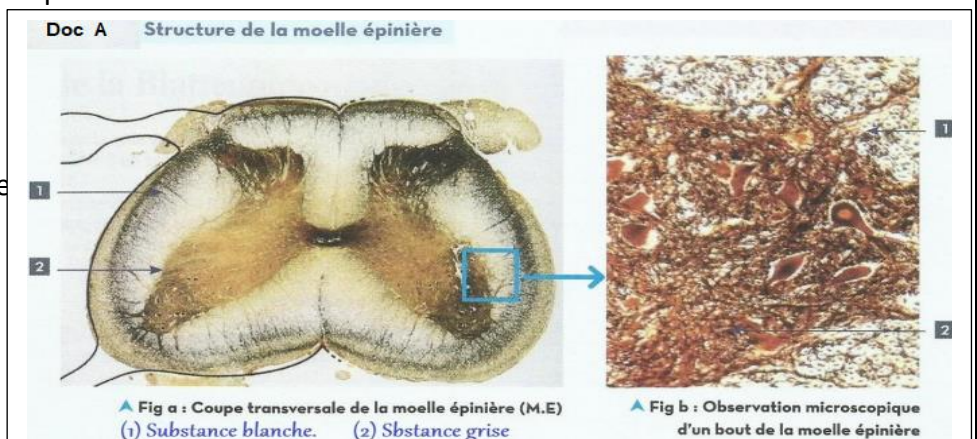 Doc A Structure de la moelle épinière
e
1
2
1
2
Fig a : Coupe transversale de la moelle épinière (M.E)
(1) Substance blanche. (2) Sbstance grise
Fig b : Observation microscopique
d'un bout de la moelle épinière